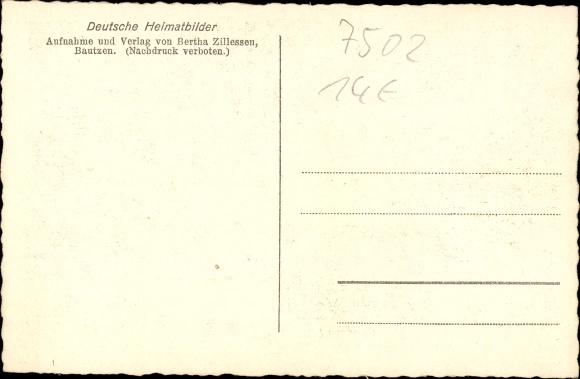 Deutsche Heimatbilder
Aufnahme und Verlag von Bertha Zillessen,
Bautzen. (Nachdruck verboten.)
7502
14€